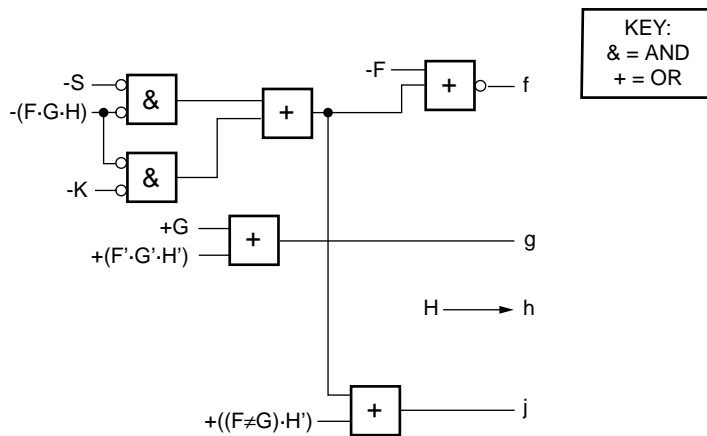 KEY:
& = AND
+ = OR
-S
&
-(F·G·H)
+
-F
+
f
&
-K
+G
+
g
+(F'·G'·H')
H
h
+
j
+((F≠G)·H')